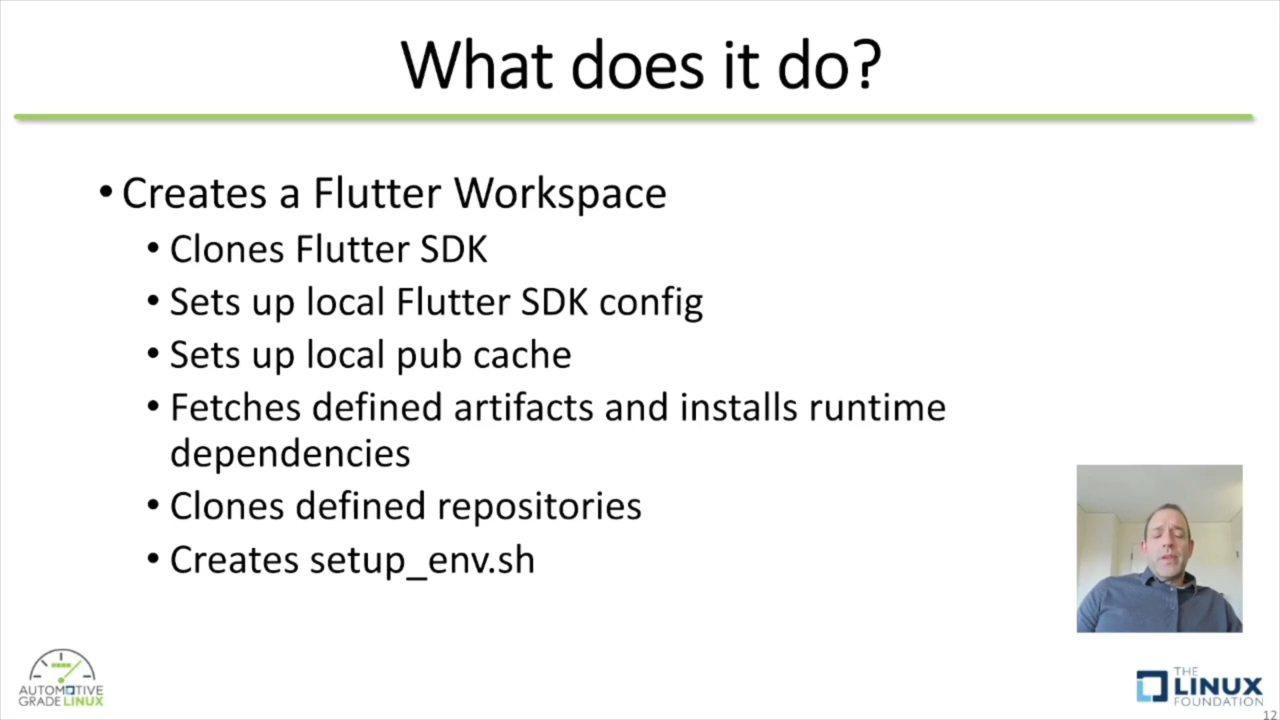 What does it do?
• Creates a Flutter Workspace
• Clones Flutter SDK
• Sets up local Flutter SDK config
• Sets up local pub cache
• Fetches defined artifacts and installs runtime
dependencies
• Clones defined repositories
• Creates setup_env.sh
AUTOMOTIVE
GRADE LINUX
THE
LINUX
FOUNDATION
12